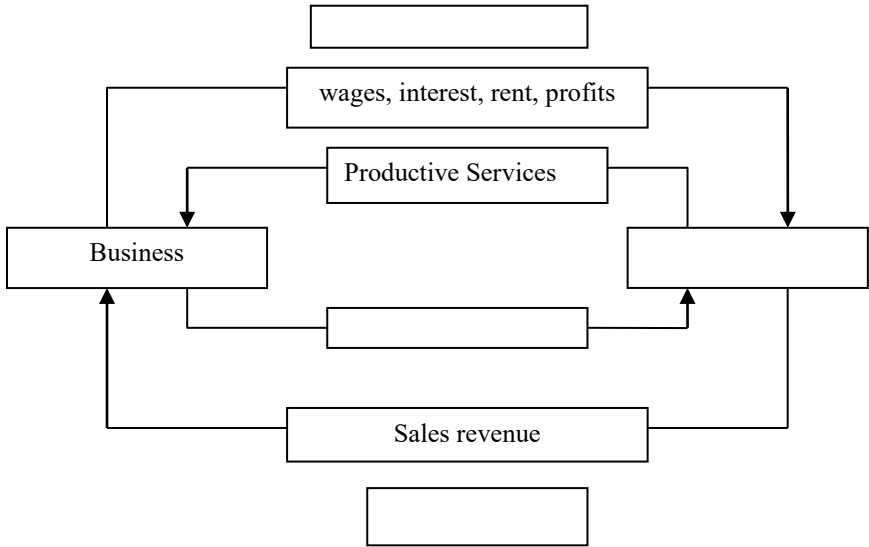 wages, interest, rent, profits
Productive Services
Business
Sales revenue